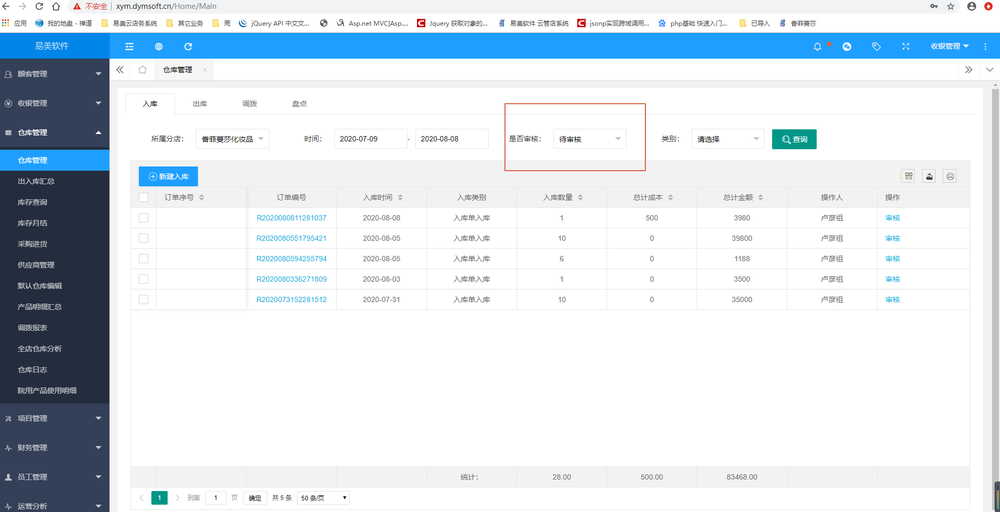 不安全 | xym.dymsoft.cn/Home/Main
应用 我的地盘 - 禅道 易美云店务系统 其它业务 罔 jQuery API 中文文... Asp.net MVC]Asp.... Jquery 获取对象的... 易美软件 云管店系统 jsonp实现跨域调用... php基础 快速入门... 已导入 香菲蔓莎
易美软件 收银管理
仓库管理
顾客管理
收银管理
仓库管理
仓库管理
出入库汇总
库存查询
库存月结
采购进货
供应商管理
默认仓库编辑
产品明细汇总
调拨报表
全店仓库分析
仓库日志
院用产品使用明细
项目管理
财务管理
员工管理
运营分析
入库 出库 调拨 盘点
所属分店： 香菲蔓莎化妆品 时间： 2020-07-09 - 2020-08-08 是否审核： 待审核 类别： 请选择 查询
新建入库
订单序号 订单编号 入库时间 入库类别 入库数量 总计成本 总计金额 操作人 操作
R2020080811281037 2020-08-08 入库单入库 1 500 3980 卢彦祖 审核
R2020080551795421 2020-08-05 入库单入库 10 0 39800 卢彦祖 审核
R2020080594255794 2020-08-05 入库单入库 6 0 1188 卢彦祖 审核
R2020080336271809 2020-08-03 入库单入库 1 0 3500 卢彦祖 审核
R2020073152281512 2020-07-31 入库单入库 10 0 35000 卢彦祖 审核
统计： 28.00 500.00 83468.00
1 到第 1 页 确定 共 5 条 50 条/页